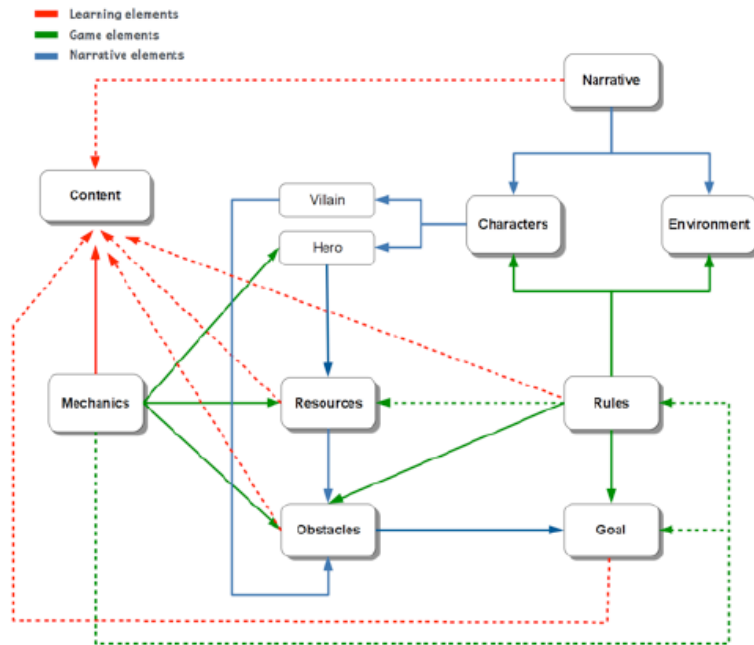 Learning elements
Game elements
Narrative elements
Narrative
Content
Villain
Characters
Environment
Hero
Mechanics
Resources
Rules
Obstacles
Goal